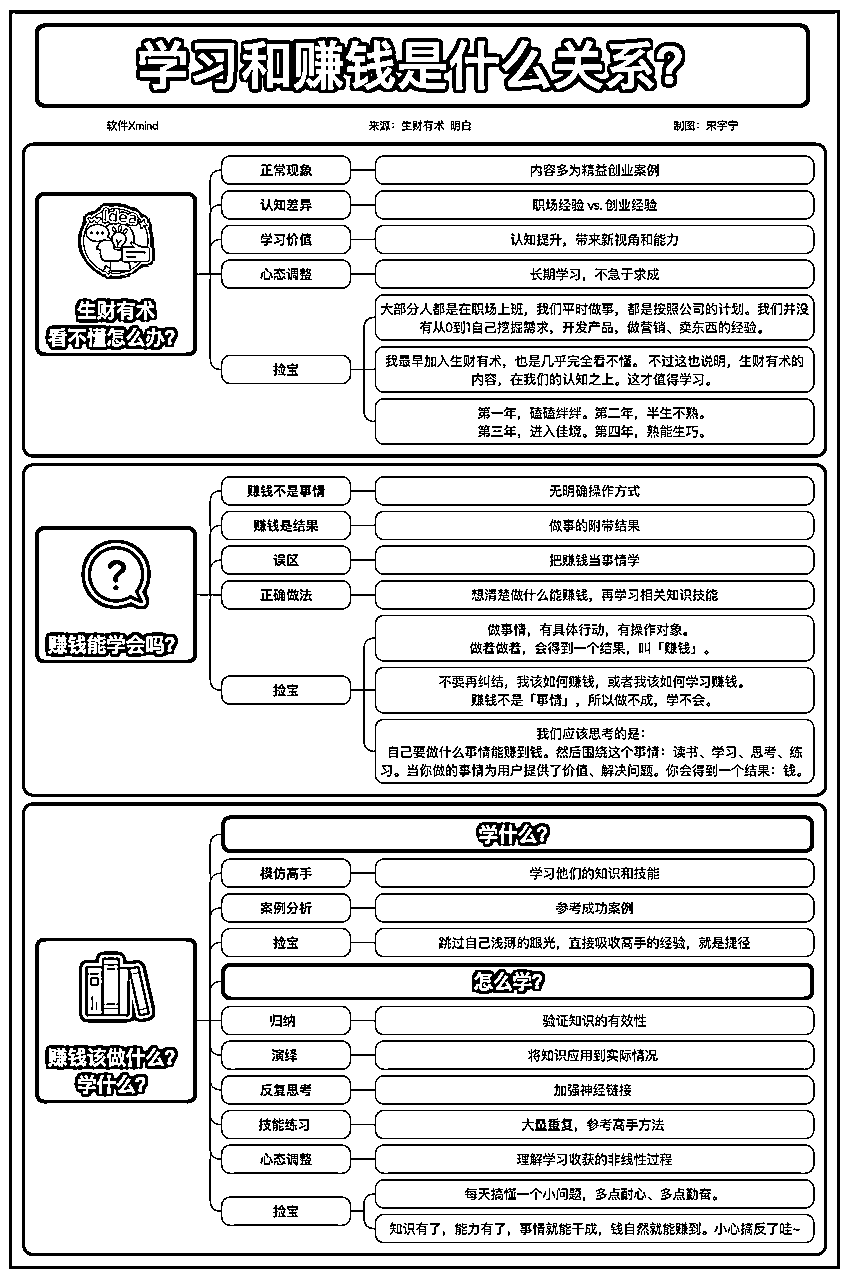 学习和赚钱是什么关系?
软件Xmind
来源：生财有术 明白
制图：宋字宁
Idea
生财有术
看不懂怎么办?
正常现象
内容多为精益创业案例
认知差异
职场经验 vs. 创业经验
学习价值
认知提升，带来新视角和能力
心态调整
长期学习，不急于求成
捡宝
大部分人都是在职场上班，我们平时做事，都是按照公司的计划。我们并没
有从0到1自己挖掘需求，开发产品，做营销、卖东西的经验。
我最早加入生财有术，也是几乎完全看不懂。 不过这也说明，生财有术的
内容，在我们的认知之上。这才值得学习。
第一年，磕磕绊绊。第二年，半生不熟。
第三年，进入佳境。第四年，熟能生巧。
?
赚钱能学会吗?
赚钱不是事情
无明确操作方式
赚钱是结果
做事的附带结果
误区
把赚钱当事情学
正确做法
想清楚做什么能赚钱，再学习相关知识技能
捡宝
做事情，有具体行动，有操作对象。
做着做着，会得到一个结果，叫「赚钱」。
不要再纠结，我该如何赚钱，或者我该如何学习赚钱。
赚钱不是「事情」，所以做不成，学不会。
我们应该思考的是：
自己要做什么事情能赚到钱。然后围绕这个事情：读书、学习、思考、练
习。当你做的事情为用户提供了价值、解决问题。你会得到一个结果：钱。
赚钱该做什么?
学什么?
学什么?
模仿高手
学习他们的知识和技能
案例分析
参考成功案例
捡宝
跳过自己浅薄的眼光，直接吸收高手的经验，就是捷径
怎么学?
归纳
验证知识的有效性
演绎
将知识应用到实际情况
反复思考
加强神经链接
技能练习
大量重复，参考高手方法
心态调整
理解学习收获的非线性过程
捡宝
每天搞懂一个小问题，多点耐心、多点勤奋。
知识有了，能力有了，事情就能干成，钱自然就能赚到。小心搞反了哇~